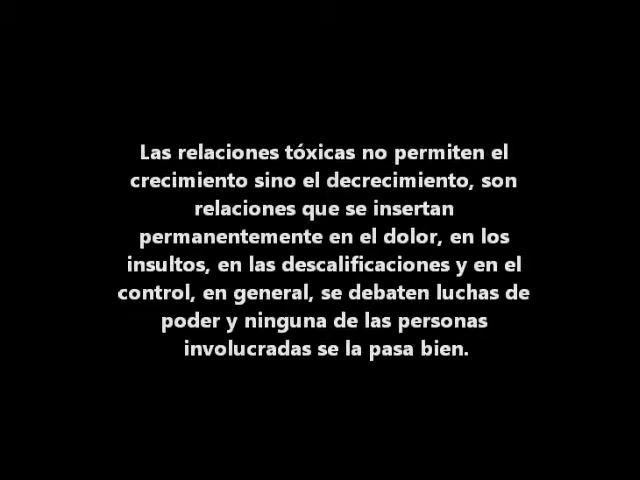 Las relaciones tóxicas no permiten el
crecimiento sino el decrecimiento, son
relaciones que se insertan
permanentemente en el dolor, en los
insultos, en las descalificaciones y en el
control, en general, se debaten luchas de
poder y ninguna de las personas
involucradas se la pasa bien.